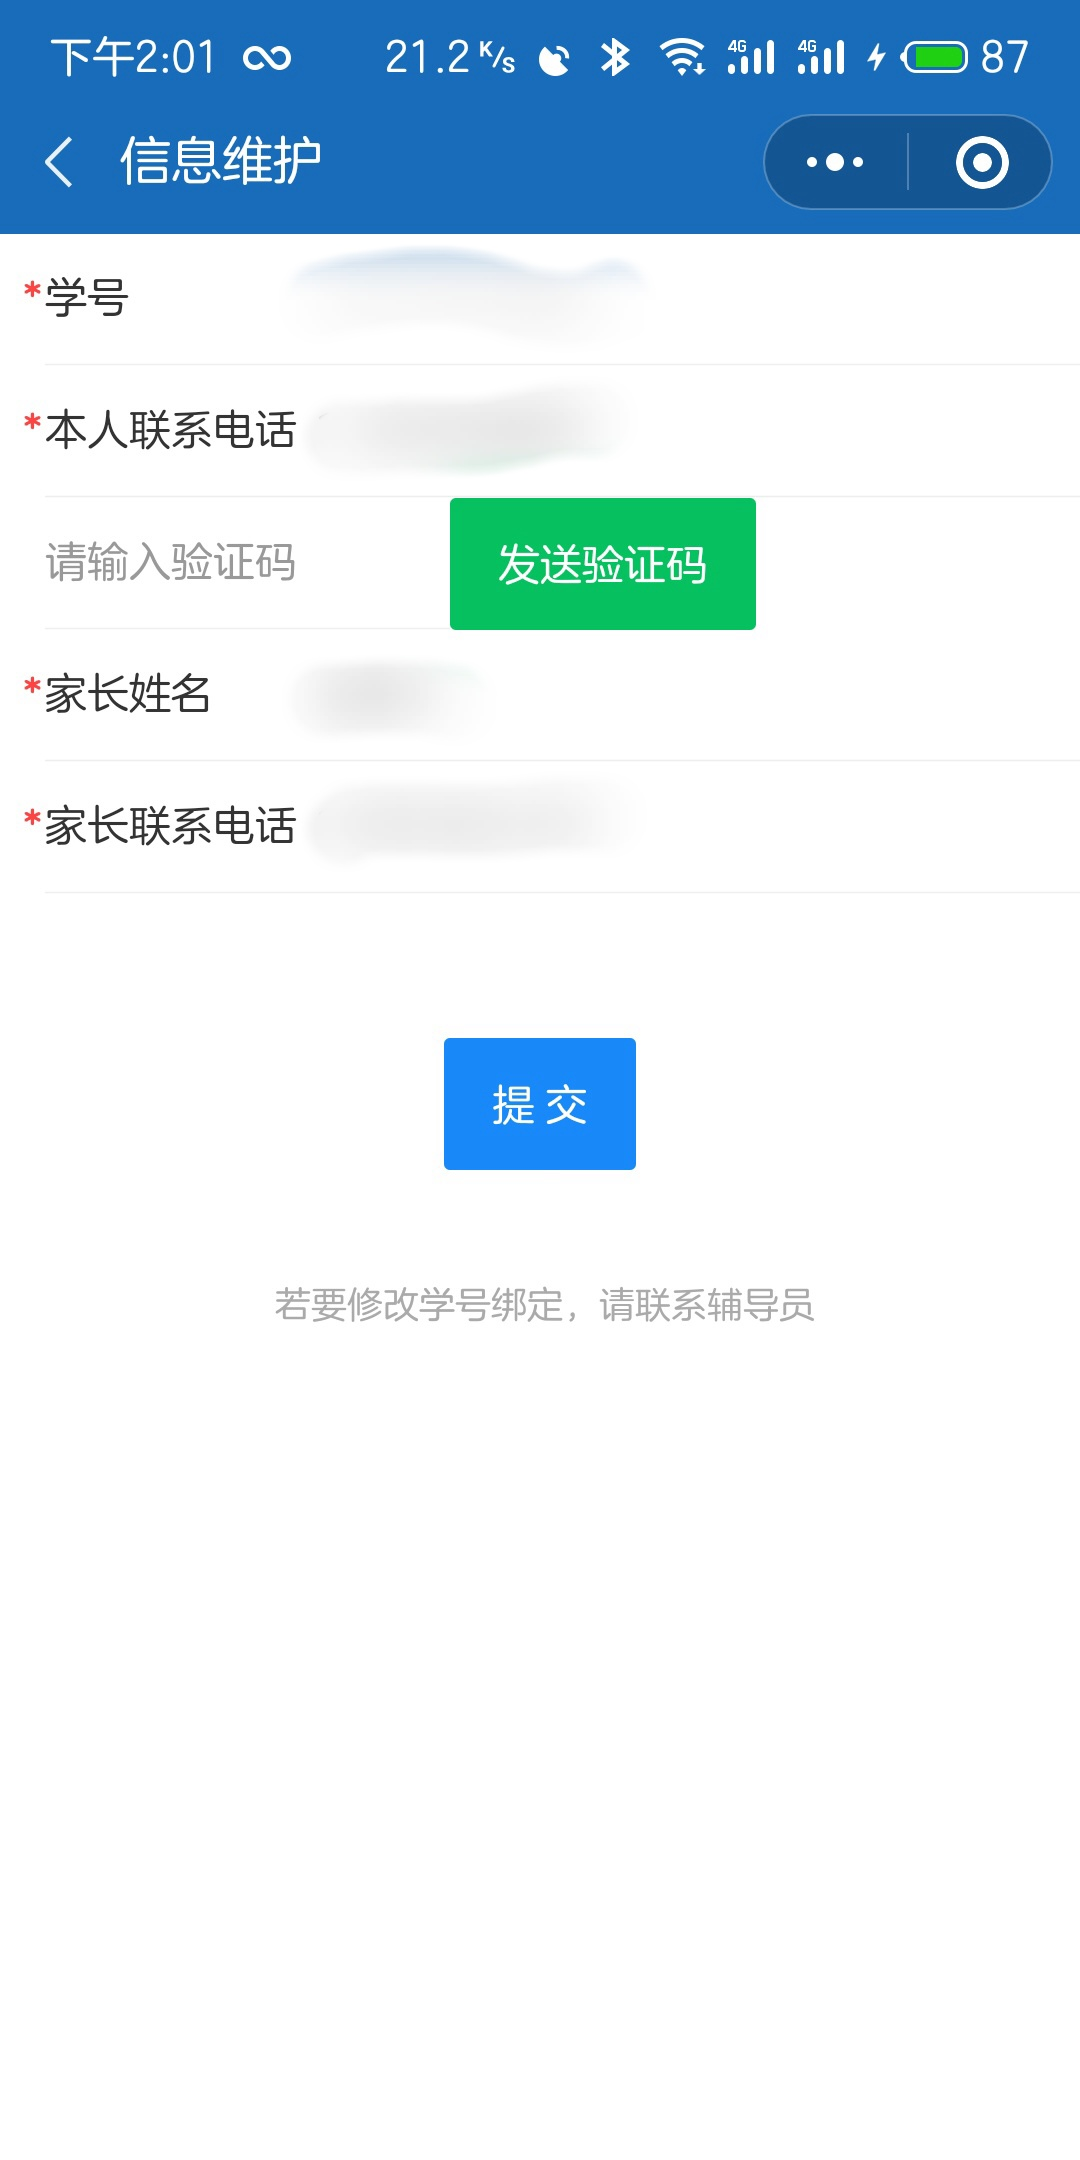 下午2:01 21.2 K/s 4G 4G 87
信息维护
*学号
*本人联系电话
请输入验证码 发送验证码
*家长姓名
*家长联系电话
提 交
若要修改学号绑定，请联系辅导员